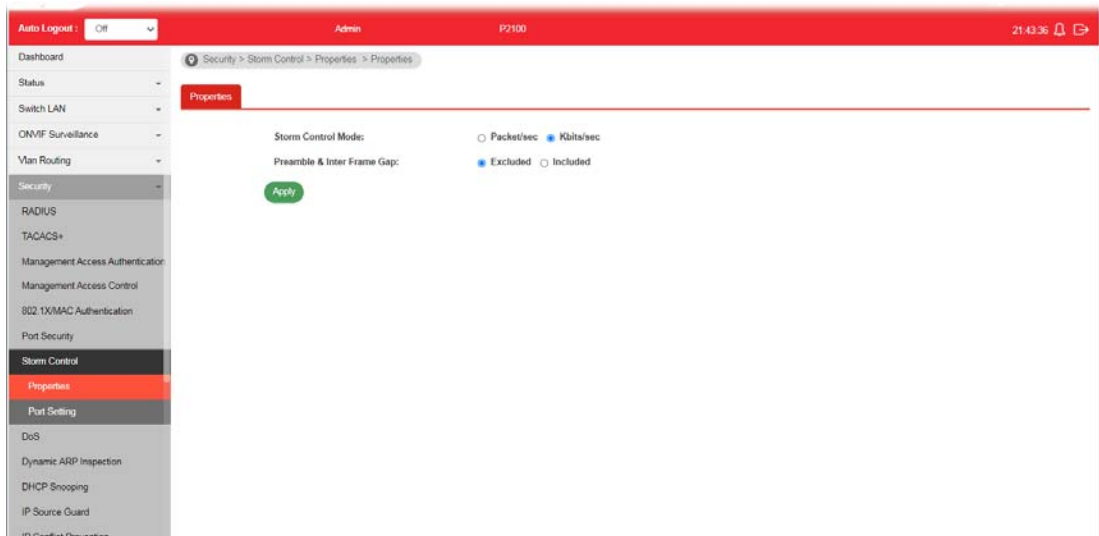 Auto Logout : Off Admin P2100 21:43:36
Dashboard
Status
Switch LAN
ONVIF Surveillance
Vlan Routing
Security
RADIUS
TACACS+
Management Access Authentication
Management Access Control
802.1X/MAC Authentication
Port Security
Storm Control
Properties
Port Setting
DoS
Dynamic ARP Inspection
DHCP Snooping
IP Source Guard
IP Conflict Prevention
Security > Storm Control > Properties > Properties
Properties
Storm Control Mode: Packet/sec Kbits/sec
Preamble & Inter Frame Gap: Excluded Included
Apply